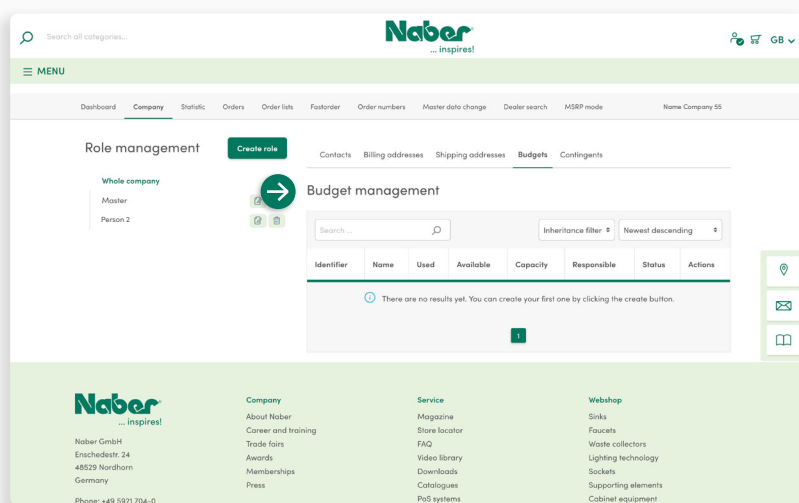 Search all categories...
Naber
... inspires!
GB
MENU
Dashboard Company Statistic Orders Order lists Fastorder Order numbers Master data change Dealer search MSRP mode Name Company 55
Role management
Create role
Whole company
Master
Person 2
Contacts Billing addresses Shipping addresses Budgets Contingents
Budget management
Search ...
Inheritance filter
Newest descending
Identifier Name Used Available Capacity Responsible Status Actions
There are no results yet. You can create your first one by clicking the create button.
1
Naber
... inspires!
Naber GmbH
Enschedestr. 24
48529 Nordhorn
Germany
Phone: +49 5921 704-0
Company
About Naber
Career and training
Trade fairs
Awards
Memberships
Press
Service
Magazine
Store locator
FAQ
Video library
Downloads
Catalogues
PoS systems
Webshop
Sinks
Faucets
Waste collectors
Lighting technology
Sockets
Supporting elements
Cabinet equipment